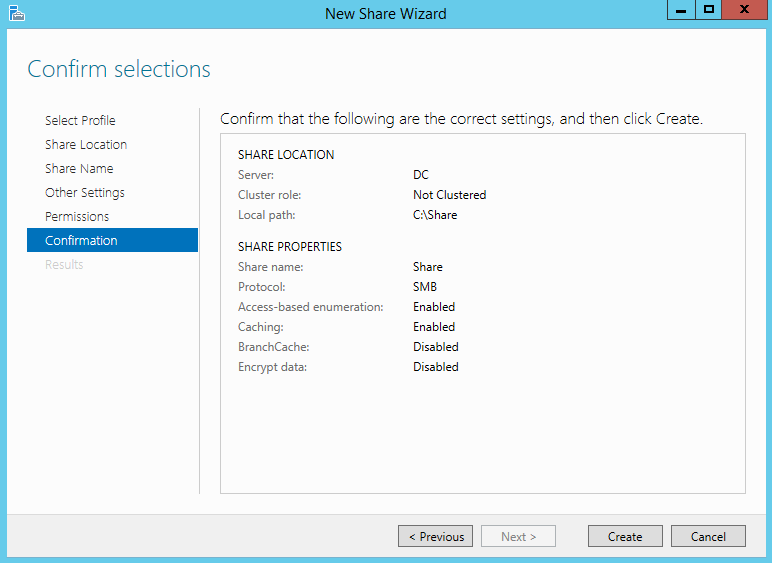 New Share Wizard
Confirm selections
Select Profile
Share Location
Share Name
Other Settings
Permissions
Confirmation
Results
Confirm that the following are the correct settings, and then click Create.
SHARE LOCATION
Server: DC
Cluster role: Not Clustered
Local path: C:\Share
SHARE PROPERTIES
Share name: Share
Protocol: SMB
Access-based enumeration: Enabled
Caching: Enabled
BranchCache: Disabled
Encrypt data: Disabled
< Previous Next > Create Cancel